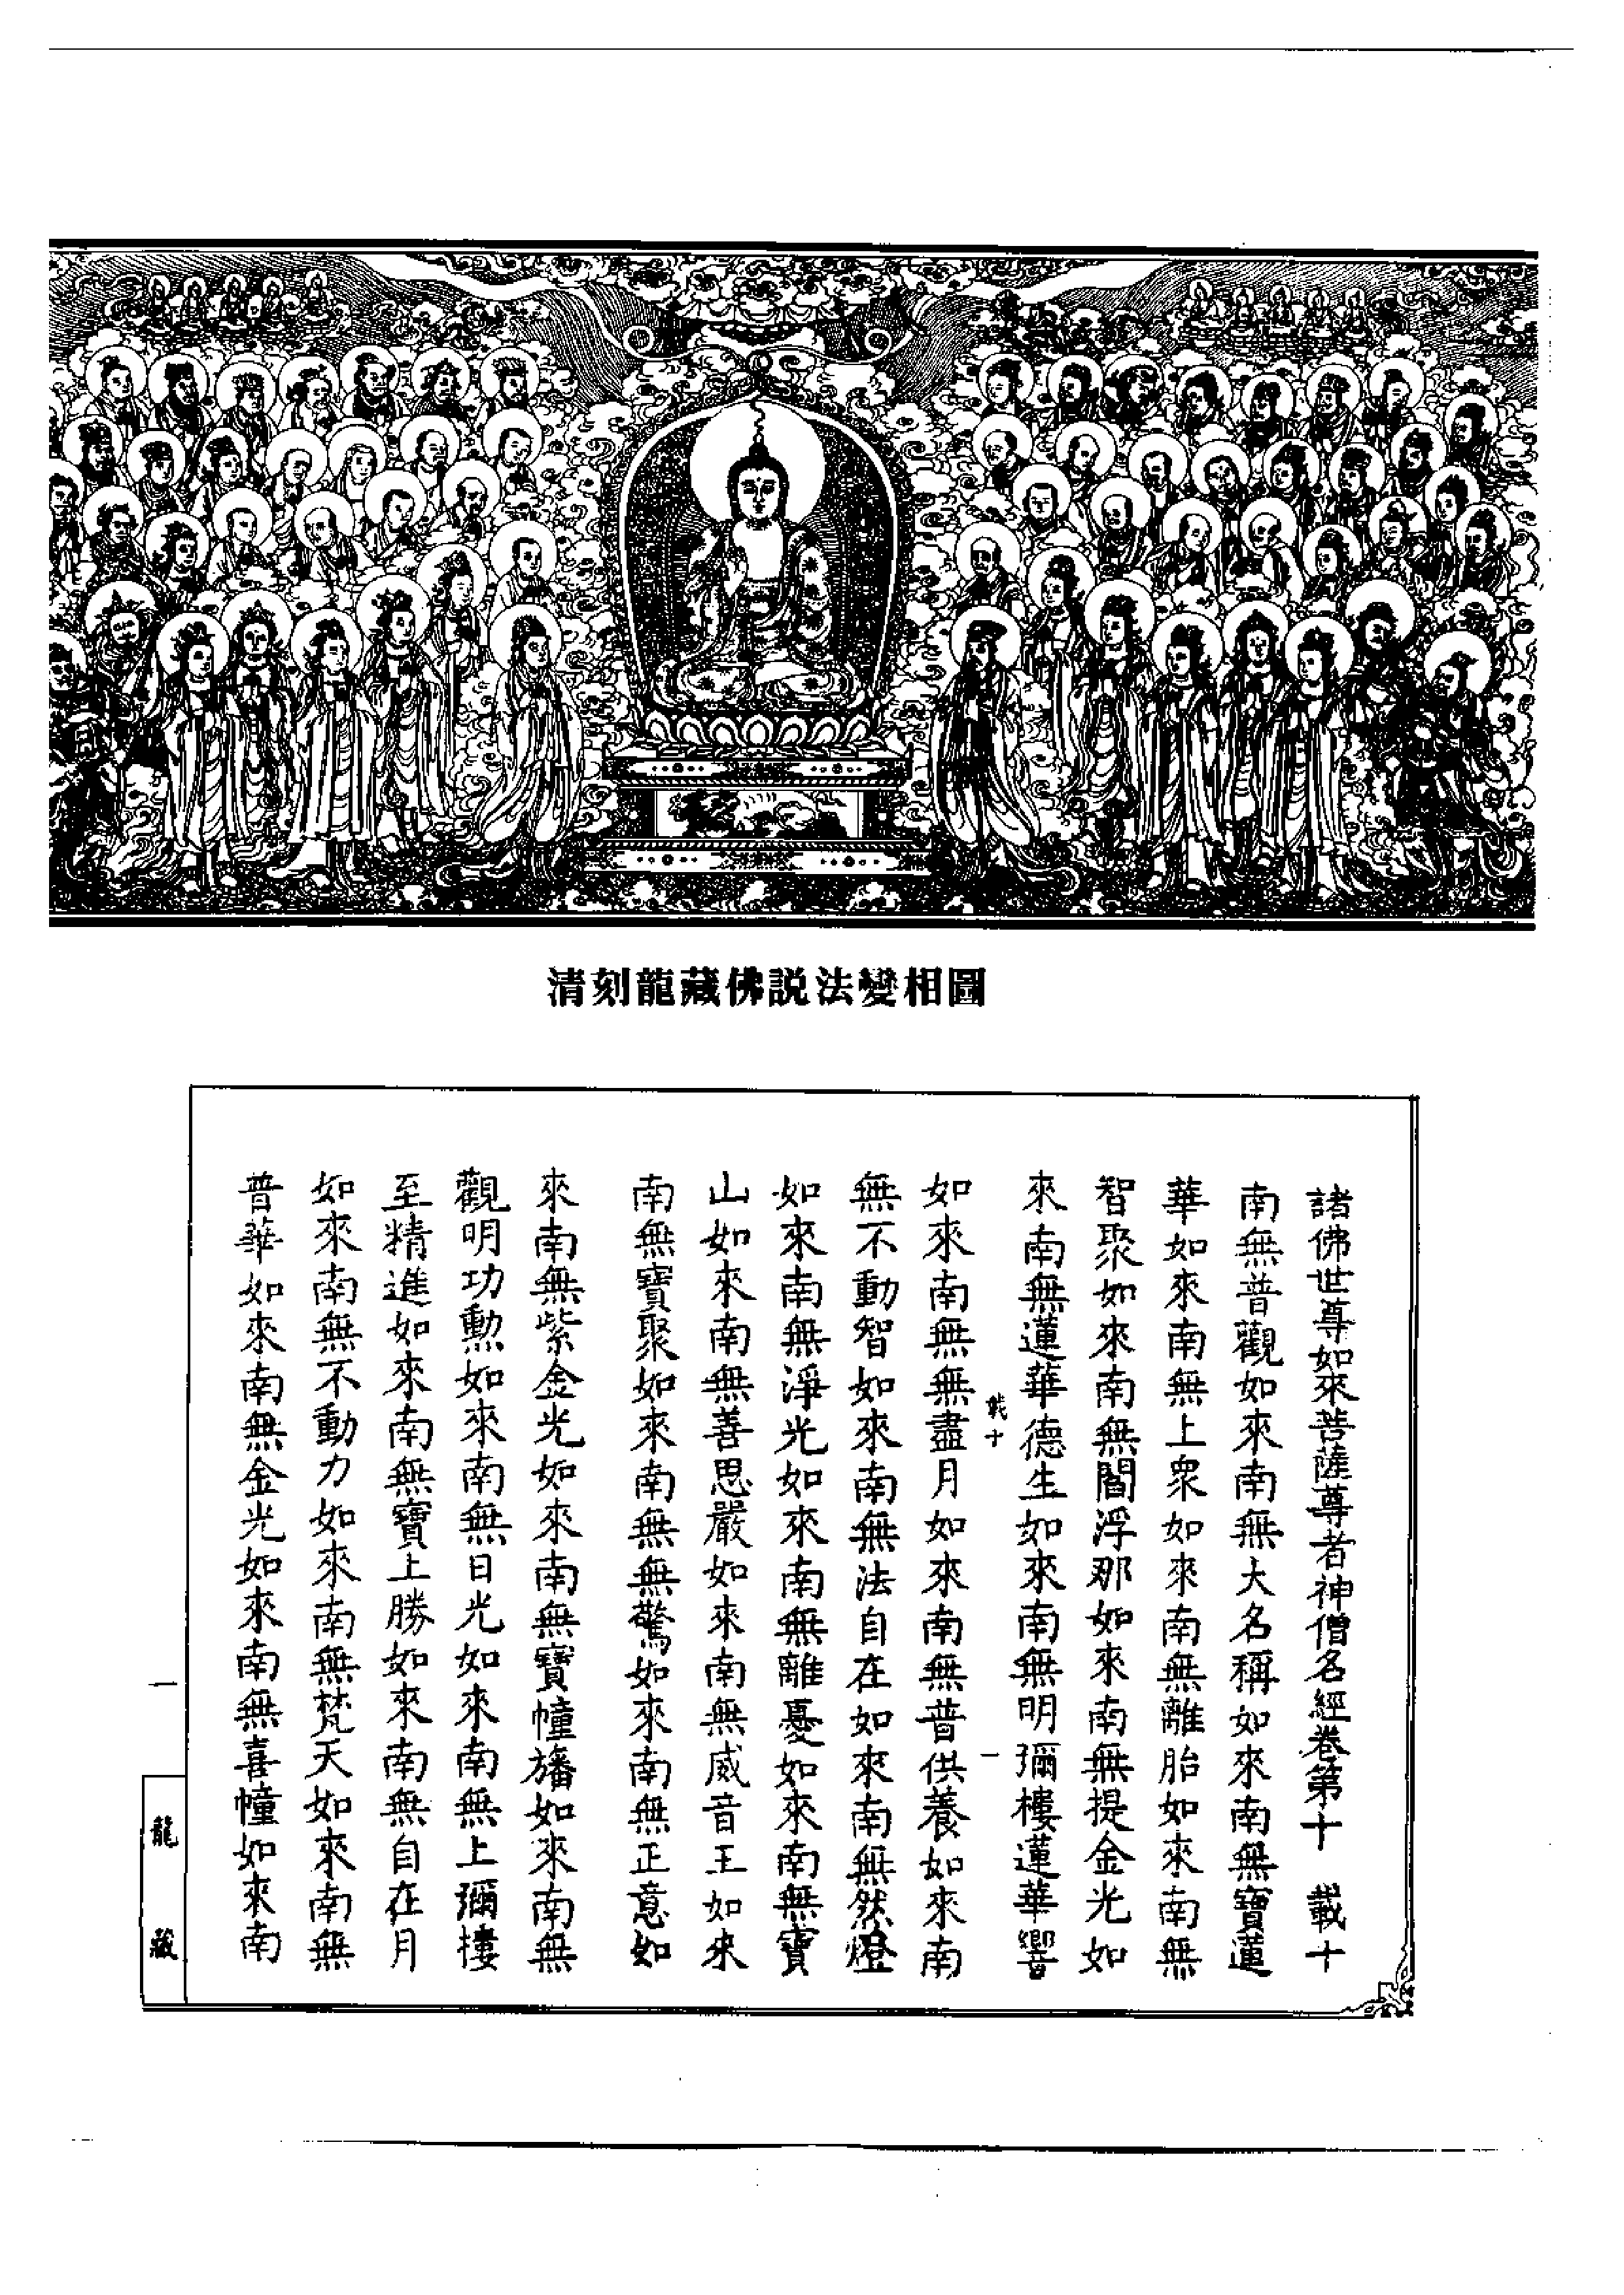 清刻龍藏佛説法變相圖
諸佛世尊如來菩薩尊者神僧名經卷第十　載十
南無普觀如來南無大名稱如來南無寶蓮
華如來南無上衆如來南無離胎如來南無
智聚如來南無閻浮那如來南無提金光如
來南無蓮華德生如來南無明彌樓蓮華響
載十
一
如來南無無盡月如來南無普供養如來南
無不動智如來南無法自在如來南無然燈
如來南無淨光如來南無離憂如來南無寶
山如來南無善思嚴如來南無威音王如來
南無寶聚如來南無無驚如來南無正意如
來南無紫金光如來南無寶幢旛如來南無
觀明功勲如來南無日光如來南無上彌樓
至精進如來南無寶上勝如來南無自在月
如來南無不動力如來南無梵天如來南無
普華如來南無金光如來南無喜幢如來南
一
龍藏